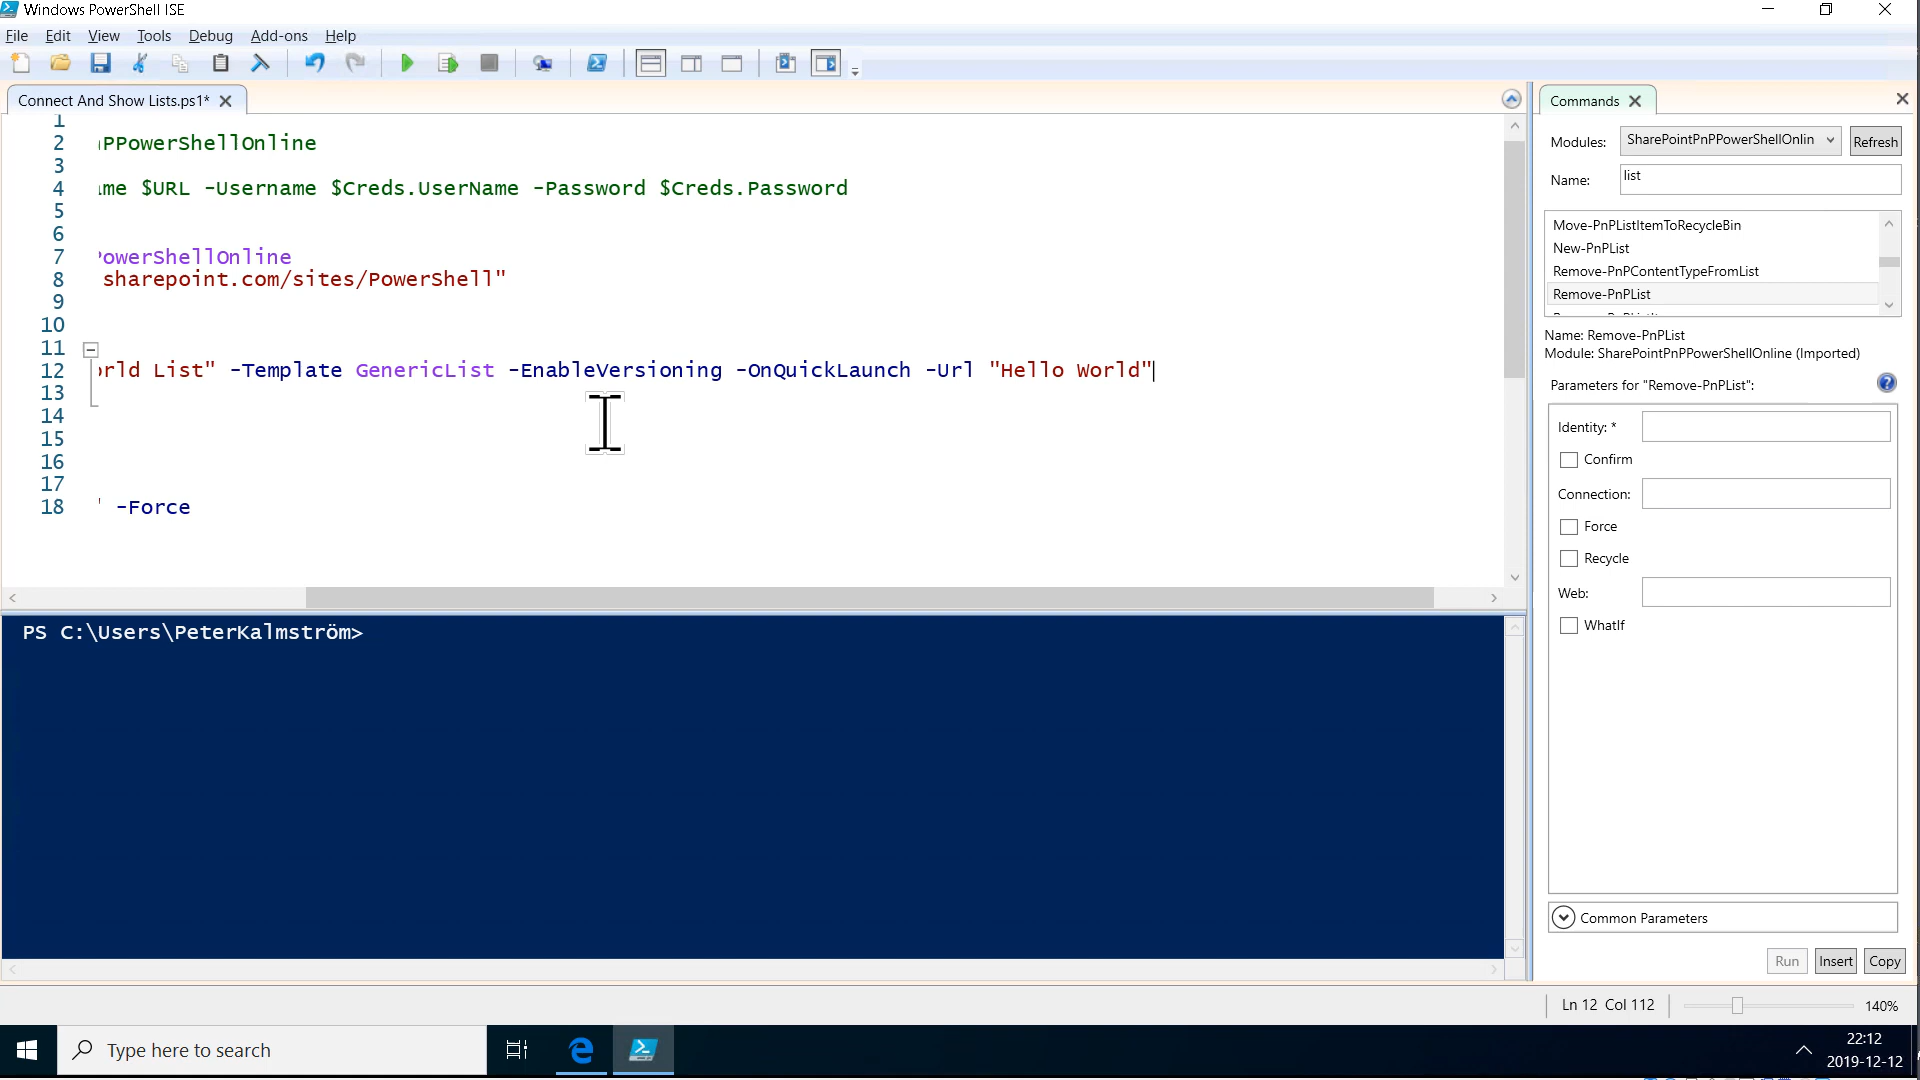 Windows PowerShell ISE
File Edit View Tools Debug Add-ons Help
Connect And Show Lists.ps1*
1
2 PPowerShellOnline
3
4 me $URL -Username $Creds.UserName -Password $Creds.Password
5
6
7 owerShellOnline
8 sharepoint.com/sites/PowerShell"
9
10
11
12 rld List" -Template GenericList -EnableVersioning -OnQuickLaunch -Url "Hello World"
13
14
15
16
17
18 ' -Force
PS C:\Users\PeterKalmström>
Commands
Modules: SharePointPnPPowerShellOnlin Refresh
Name: list
Move-PnPListItemToRecycleBin
New-PnPList
Remove-PnPContentTypeFromList
Remove-PnPList
Name: Remove-PnPList
Module: SharePointPnPPowerShellOnline (Imported)
Parameters for "Remove-PnPList":
Identity: *
Confirm
Connection:
Force
Recycle
Web:
WhatIf
Common Parameters
Run Insert Copy
Ln 12 Col 112 140%
Type here to search
22:12
2019-12-12